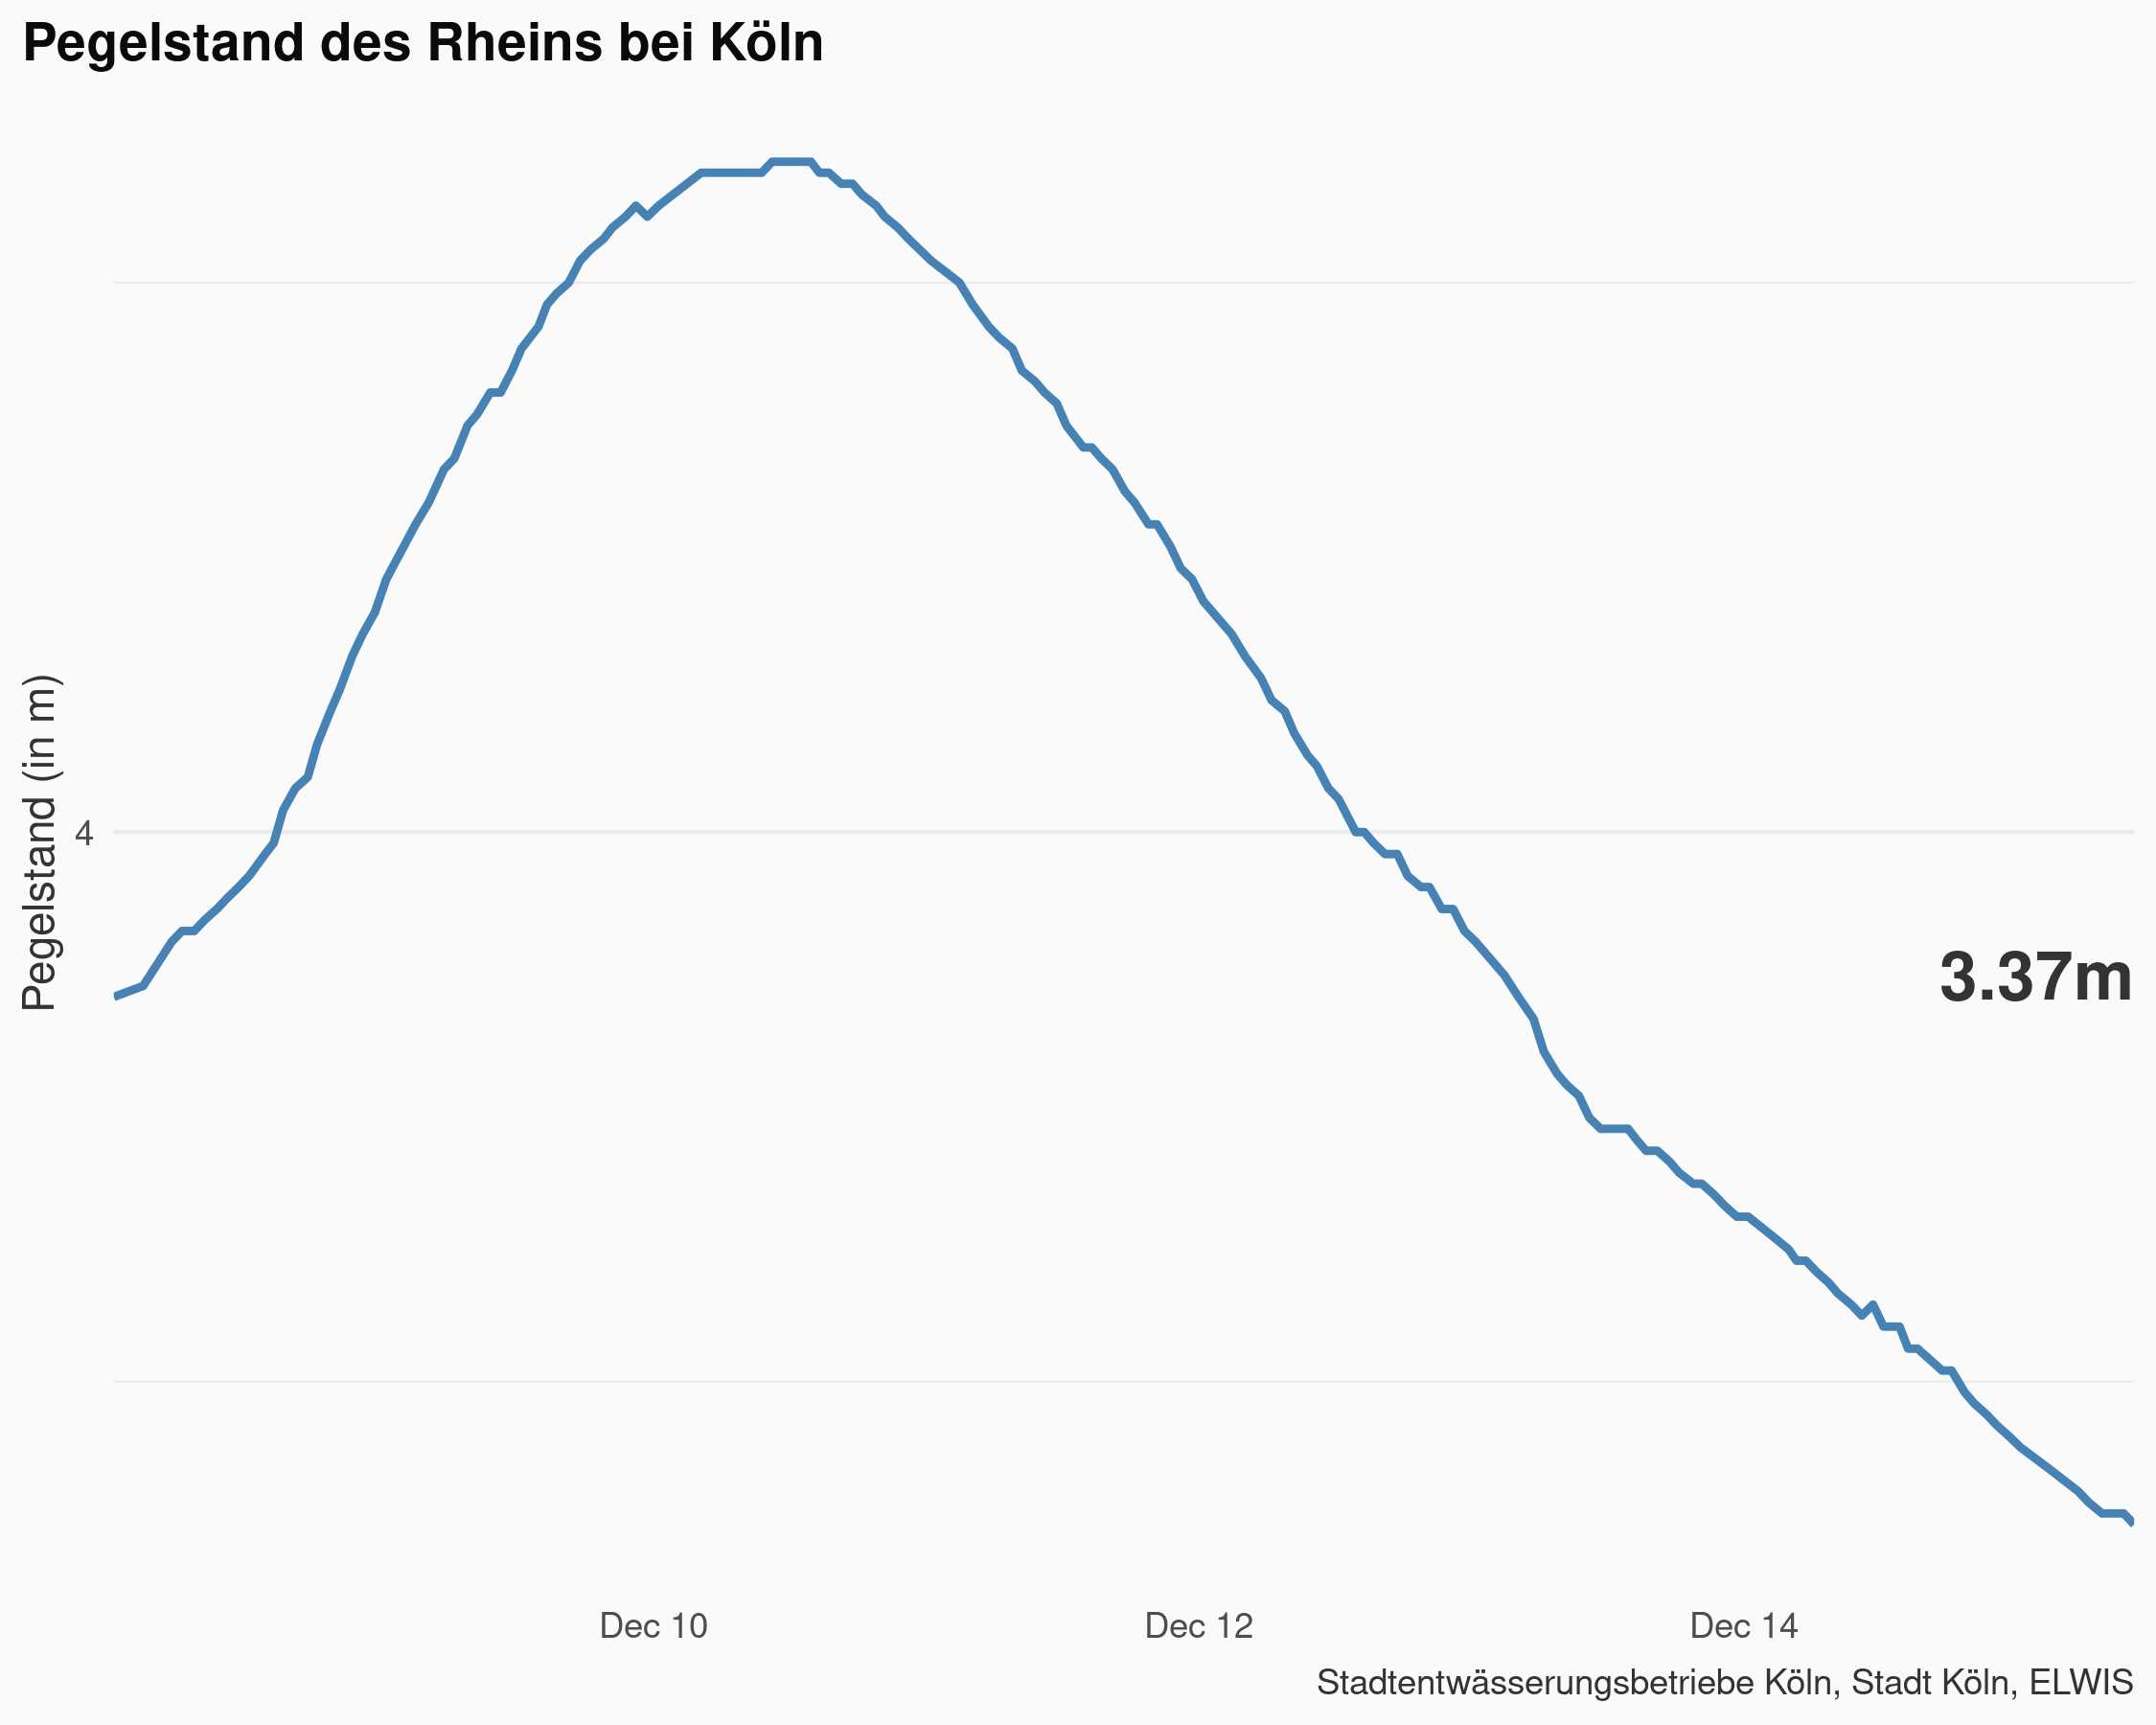 Pegelstand des Rheins bei Köln
Pegelstand (in m)
4
3.37m
Dec 10
Dec 12
Dec 14
Stadtentwässerungsbetriebe Köln, Stadt Köln, ELWIS